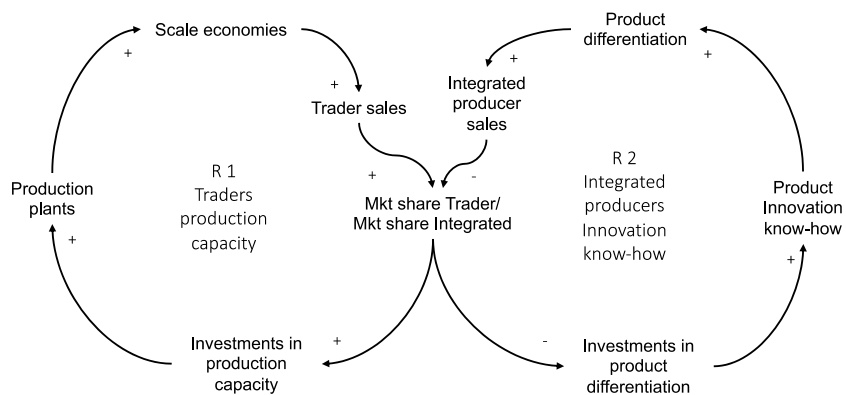 Scale economies
+
+
Trader sales
+
Product
differentiation
+
+
Integrated
producer
sales
-
R 1
Traders
production
capacity
R 2
Integrated
producers
Innovation
know-how
Production
plants
+
Mkt share Trader/
Mkt share Integrated
Product
Innovation
know-how
+
+
Investments in
production
capacity
-
Investments in
product
differentiation